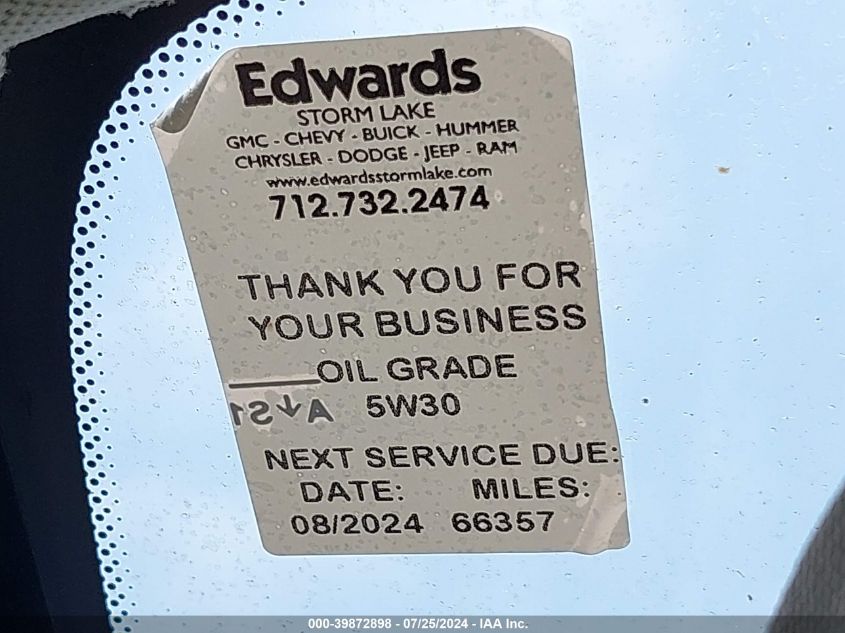 Edwards
STORM LAKE
GMC - CHEVY - BUICK - HUMMER
CHRYSLER - DODGE - JEEP - RAM
www.edwardsstormlake.com
712.732.2474
THANK YOU FOR
YOUR BUSINESS
OIL GRADE
5W30
NEXT SERVICE DUE:
DATE: MILES:
08/2024 66357
000-39872898 - 07/25/2024 - IAA Inc.